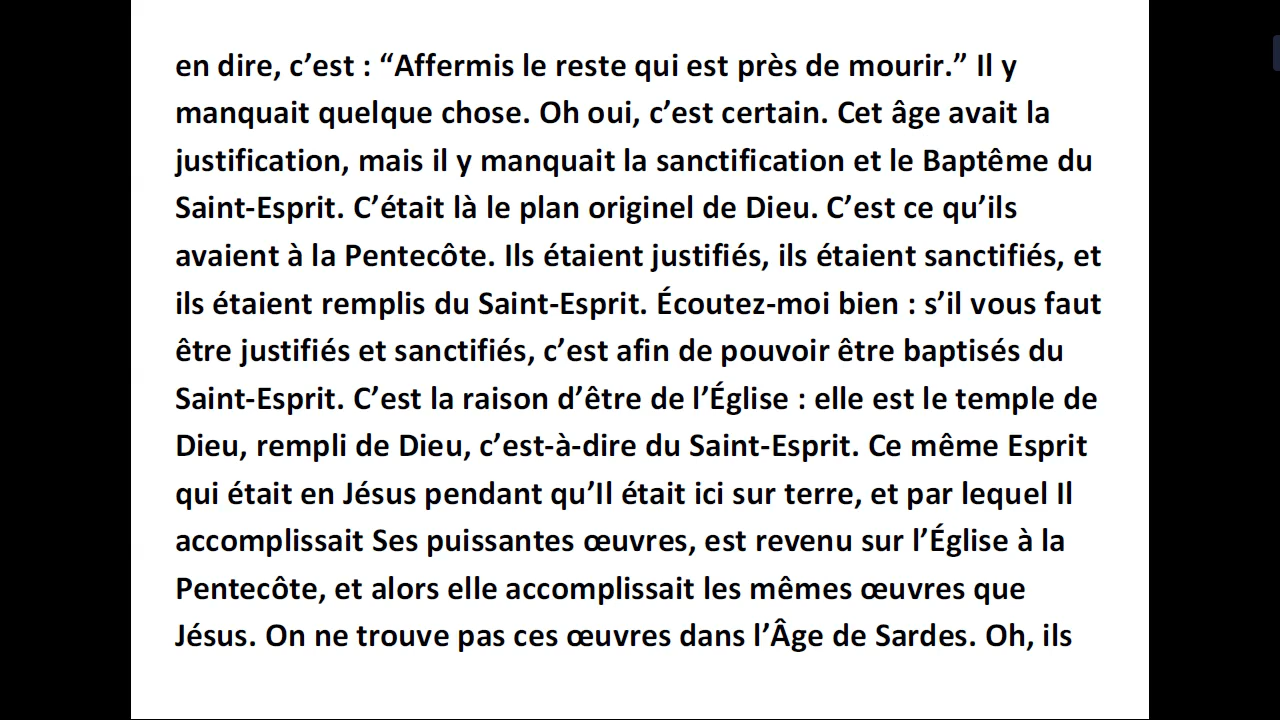 en dire, c’est : “Affermis le reste qui est près de mourir.” Il y
manquait quelque chose. Oh oui, c’est certain. Cet âge avait la
justification, mais il y manquait la sanctification et le Baptême du
Saint-Esprit. C’était là le plan originel de Dieu. C’est ce qu’ils
avaient à la Pentecôte. Ils étaient justifiés, ils étaient sanctifiés, et
ils étaient remplis du Saint-Esprit. Écoutez-moi bien : s’il vous faut
être justifiés et sanctifiés, c’est afin de pouvoir être baptisés du
Saint-Esprit. C’est la raison d’être de l’Église : elle est le temple de
Dieu, rempli de Dieu, c’est-à-dire du Saint-Esprit. Ce même Esprit
qui était en Jésus pendant qu’Il était ici sur terre, et par lequel Il
accomplissait Ses puissantes œuvres, est revenu sur l’Église à la
Pentecôte, et alors elle accomplissait les mêmes œuvres que
Jésus. On ne trouve pas ces œuvres dans l’Âge de Sardes. Oh, ils